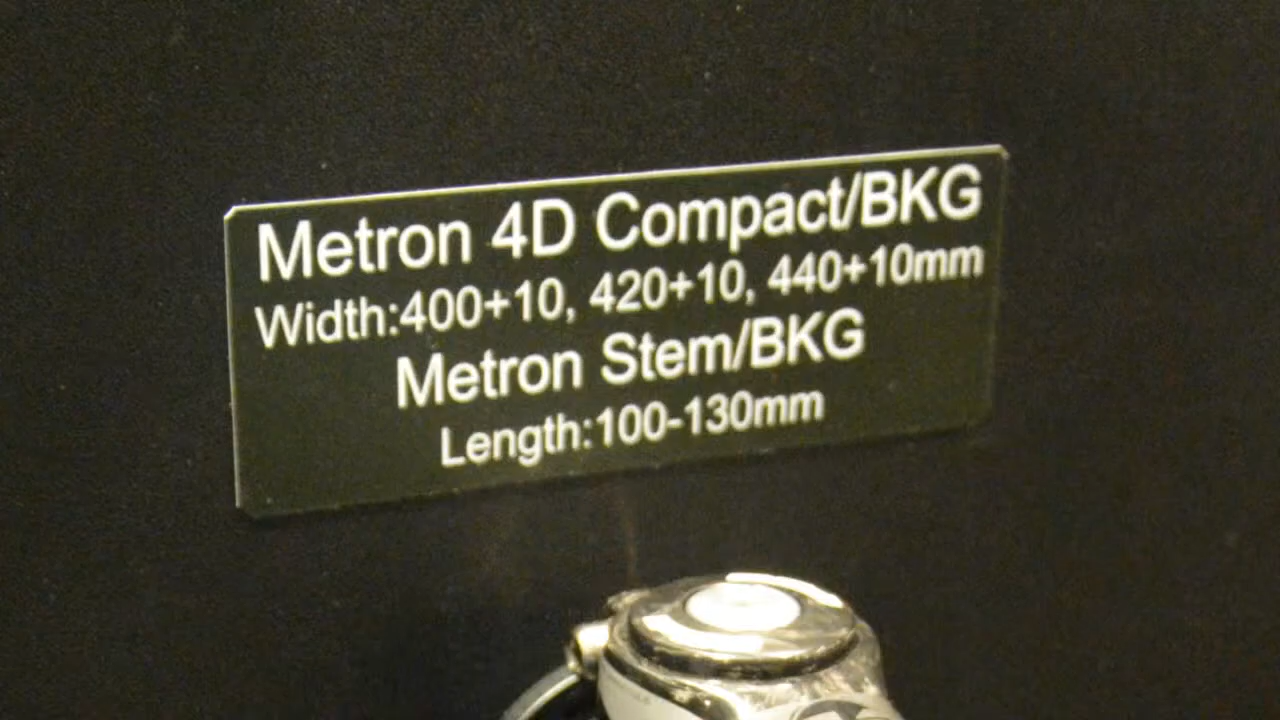 Metron 4D Compact/BKG
Width:400+10, 420+10, 440+10mm
Metron Stem/BKG
Length:100-130mm